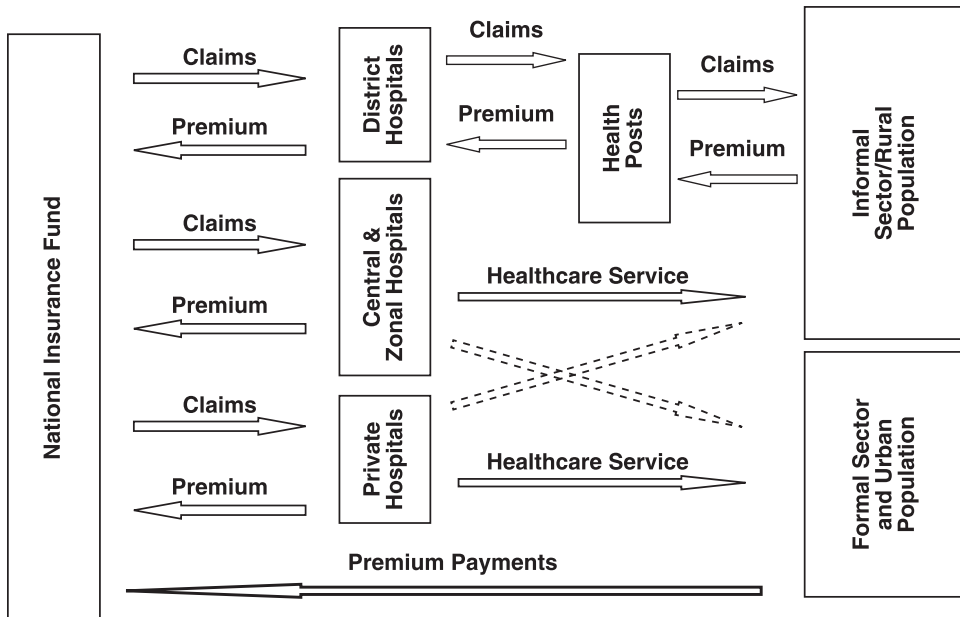 National Insurance Fund
Claims
Premium
District
Hospitals
Claims
Premium
Health
Posts
Claims
Premium
Informal
Sector/Rural
Population
Claims
Premium
Central &
Zonal Hospitals
Healthcare Service
Claims
Premium
Private
Hospitals
Healthcare Service
Formal Sector
and Urban
Population
Premium Payments